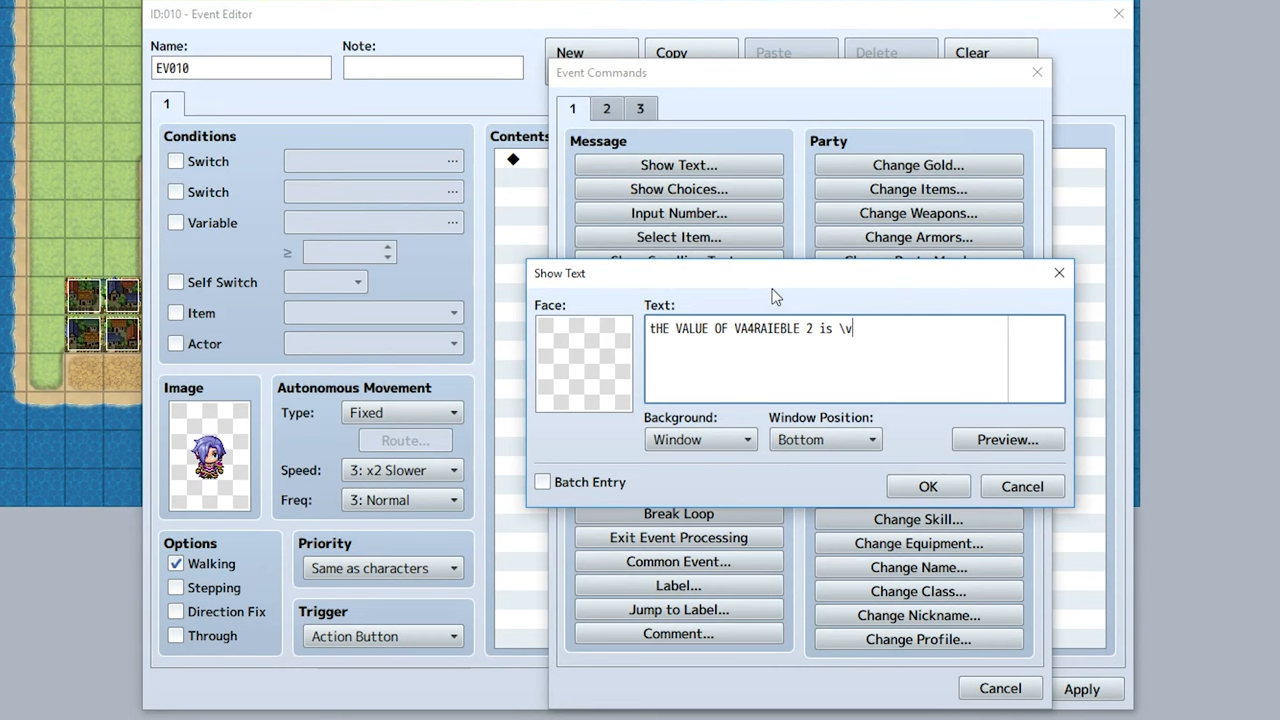 ID:010 - Event Editor
Name:
Note:
EV010
New
Copy
Paste
Delete
Clear
1
Conditions
Switch
...
Switch
...
Variable
...
≥
Self Switch
Item
Actor
Image
Autonomous Movement
Type:
Fixed
Route...
Speed:
3: x2 Slower
Freq:
3: Normal
Options
Walking
Stepping
Direction Fix
Through
Priority
Same as characters
Trigger
Action Button
Contents
Event Commands
1
2
3
Message
Show Text...
Show Choices...
Input Number...
Select Item...
Party
Change Gold...
Change Items...
Change Weapons...
Change Armors...
Show Text
Face:
Text:
tHE VALUE OF VA4RAIEBLE 2 is \v
Background:
Window
Window Position:
Bottom
Preview...
Batch Entry
OK
Cancel
Break Loop
Exit Event Processing
Common Event...
Label...
Jump to Label...
Comment...
Change Skill...
Change Equipment...
Change Name...
Change Class...
Change Nickname...
Change Profile...
Cancel
Apply